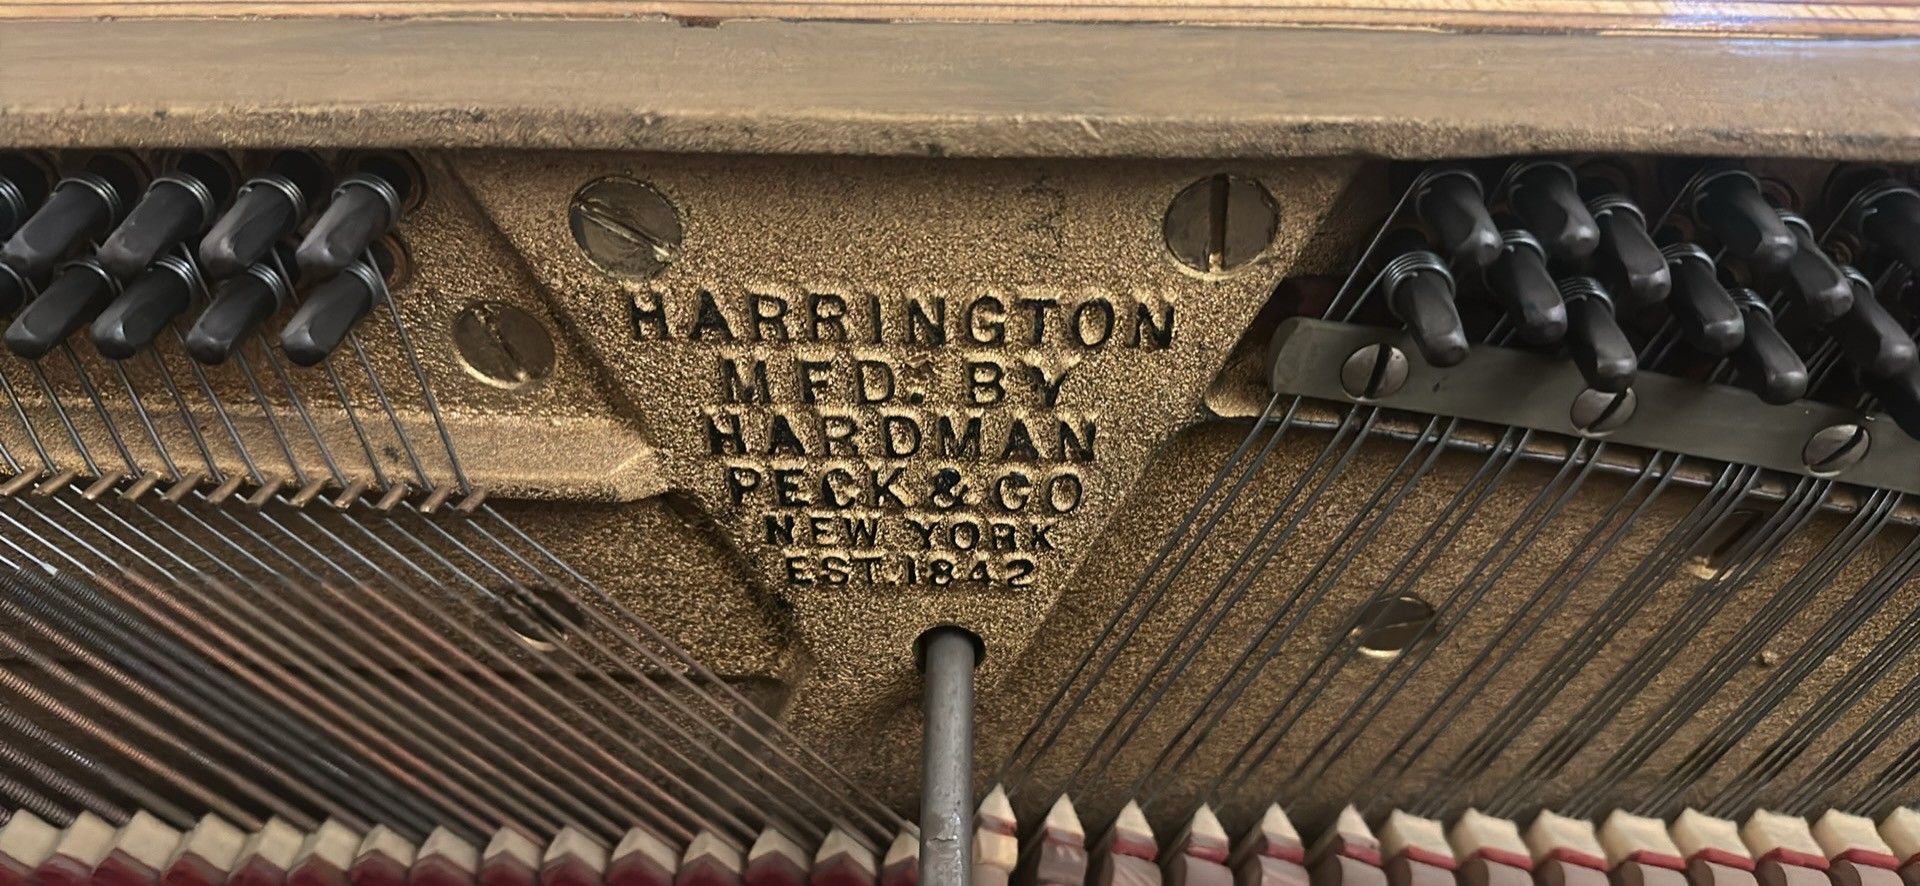 HARRINGTON
MFD. BY
HARDMAN
PECK & CO
NEW YORK
EST. 1842